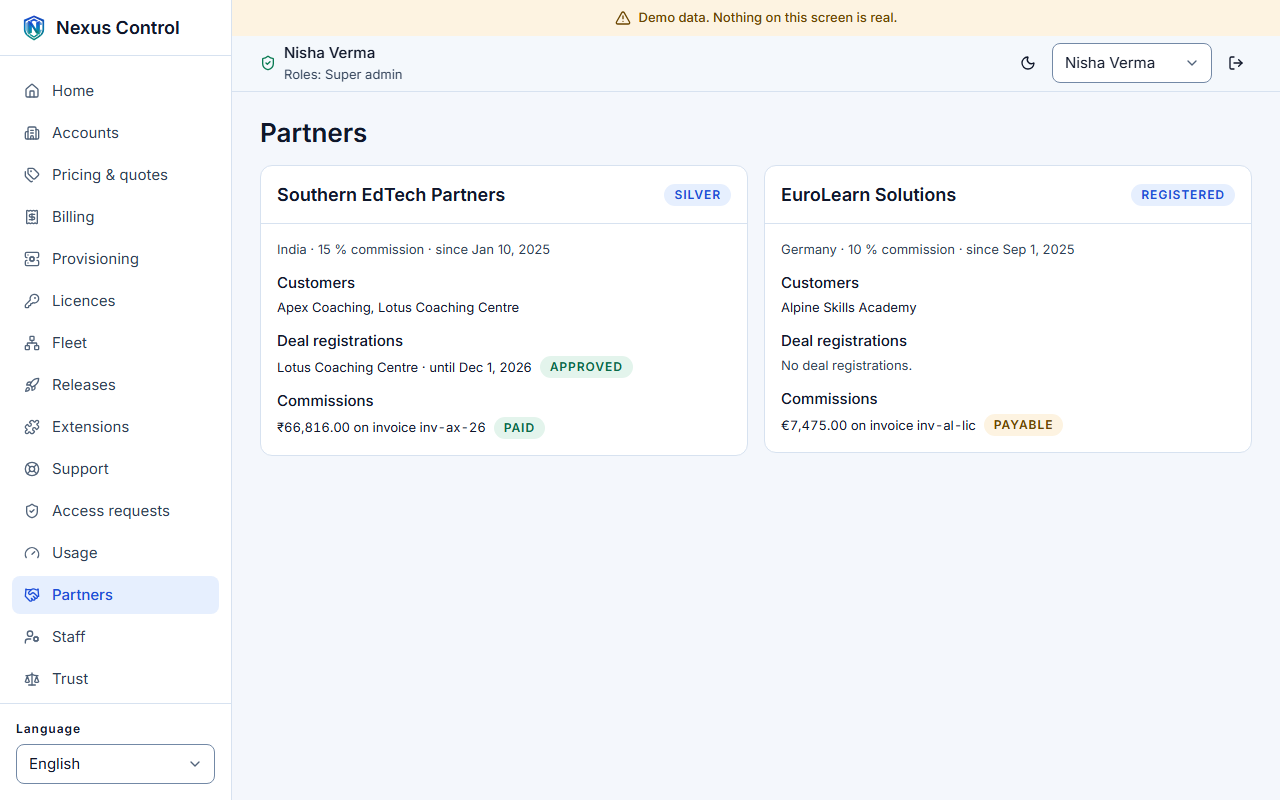 Nexus Control
Demo data. Nothing on this screen is real.
Nisha Verma
Roles: Super admin
Nisha Verma
Home
Accounts
Pricing & quotes
Billing
Provisioning
Licences
Fleet
Releases
Extensions
Support
Access requests
Usage
Partners
Staff
Trust
Language
English
Partners
Southern EdTech Partners
SILVER
India · 15 % commission · since Jan 10, 2025
Customers
Apex Coaching, Lotus Coaching Centre
Deal registrations
Lotus Coaching Centre · until Dec 1, 2026
APPROVED
Commissions
₹66,816.00 on invoice inv-ax-26
PAID
EuroLearn Solutions
REGISTERED
Germany · 10 % commission · since Sep 1, 2025
Customers
Alpine Skills Academy
Deal registrations
No deal registrations.
Commissions
€7,475.00 on invoice inv-al-lic
PAYABLE